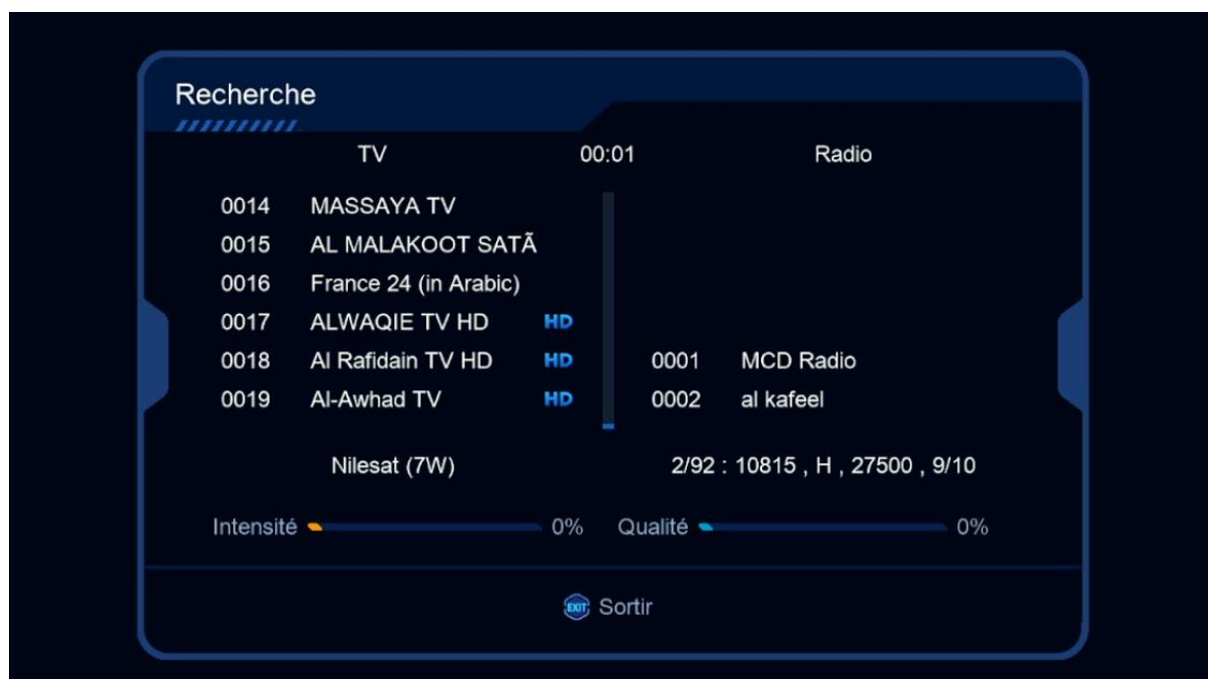 Recherche
TV 00:01 Radio
0014 MASSAYA TV
0015 AL MALAKOOT SATÃ
0016 France 24 (in Arabic)
0017 ALWAQIE TV HD HD
0018 Al Rafidain TV HD HD 0001 MCD Radio
0019 Al-Awhad TV HD 0002 al kafeel
Nilesat (7W) 2/92 : 10815 , H , 27500 , 9/10
Intensité 0% Qualité 0%
EXIT Sortir